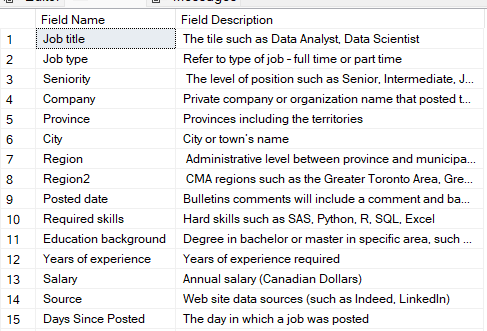 Field Name Field Description
1 Job title The tile such as Data Analyst, Data Scientist
2 Job type Refer to type of job - full time or part time
3 Seniority The level of position such as Senior, Intermediate, J...
4 Company Private company or organization name that posted t...
5 Province Provinces including the territories
6 City City or town's name
7 Region Administrative level between province and municipa...
8 Region2 CMA regions such as the Greater Toronto Area, Gre...
9 Posted date Bulletins comments will include a comment and ba...
10 Required skills Hard skills such as SAS, Python, R, SQL, Excel
11 Education background Degree in bachelor or master in specific area, such ...
12 Years of experience Years of experience required
13 Salary Annual salary (Canadian Dollars)
14 Source Web site data sources (such as Indeed, LinkedIn)
15 Days Since Posted The day in which a job was posted